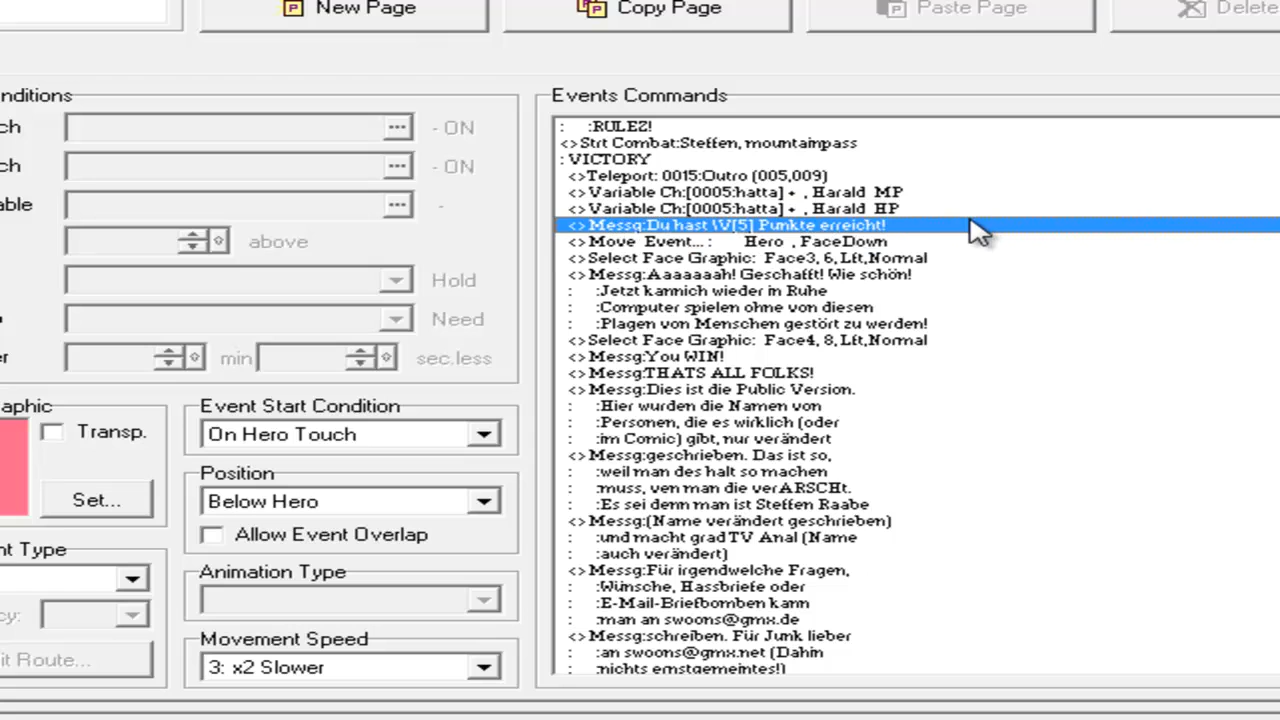 New Page
Copy Page
Paste Page
Delete
nditions
ch
- ON
ch
- ON
able
-
above
Hold
Need
er
min
sec.less
aphic
Transp.
Set...
nt Type
cy:
it Route...
Event Start Condition
On Hero Touch
Position
Below Hero
Allow Event Overlap
Animation Type
Movement Speed
3: x2 Slower
Events Commands
: :RULEZ!
<>Strt Combat:Steffen, mountainpass
: VICTORY
<>Teleport: 0015:Outro (005,009)
<>Variable Ch:[0005:hatta] + , Harald MP
<>Variable Ch:[0005:hatta] + , Harald HP
<>Messg:Du hast \V[5] Punkte erreicht!
<>Move Event... : Hero , FaceDown
<>Select Face Graphic: Face3, 6, Lft,Normal
<>Messg:Aaaaaaah! Geschafft! Wie schön!
: :Jetzt kannich wieder in Ruhe
: :Computer spielen ohne von diesen
: :Plagen von Menschen gestört zu werden!
<>Select Face Graphic: Face4, 8, Lft,Normal
<>Messg:You WIN!
<>Messg:THATS ALL FOLKS!
<>Messg:Dies ist die Public Version.
: :Hier wurden die Namen von
: :Personen, die es wirklich (oder
: :im Comic) gibt, nur verändert
<>Messg:geschrieben. Das ist so,
: :weil man des halt so machen
: :muss, ven man die verARSCHt.
: :Es sei denn man ist Steffen Raabe
<>Messg:(Name verändert geschrieben)
: :und macht grad TV Anal (Name
: :auch verändert)
<>Messg:Für irgendwelche Fragen,
: :Wünsche, Hassbriefe oder
: :E-Mail-Briefbomben kann
: :man an swoons@gmx.de
<>Messg:schreiben. Für Junk lieber
: :an swoons@gmx.net (Dahin
: :nichts ernstgemeintes!)